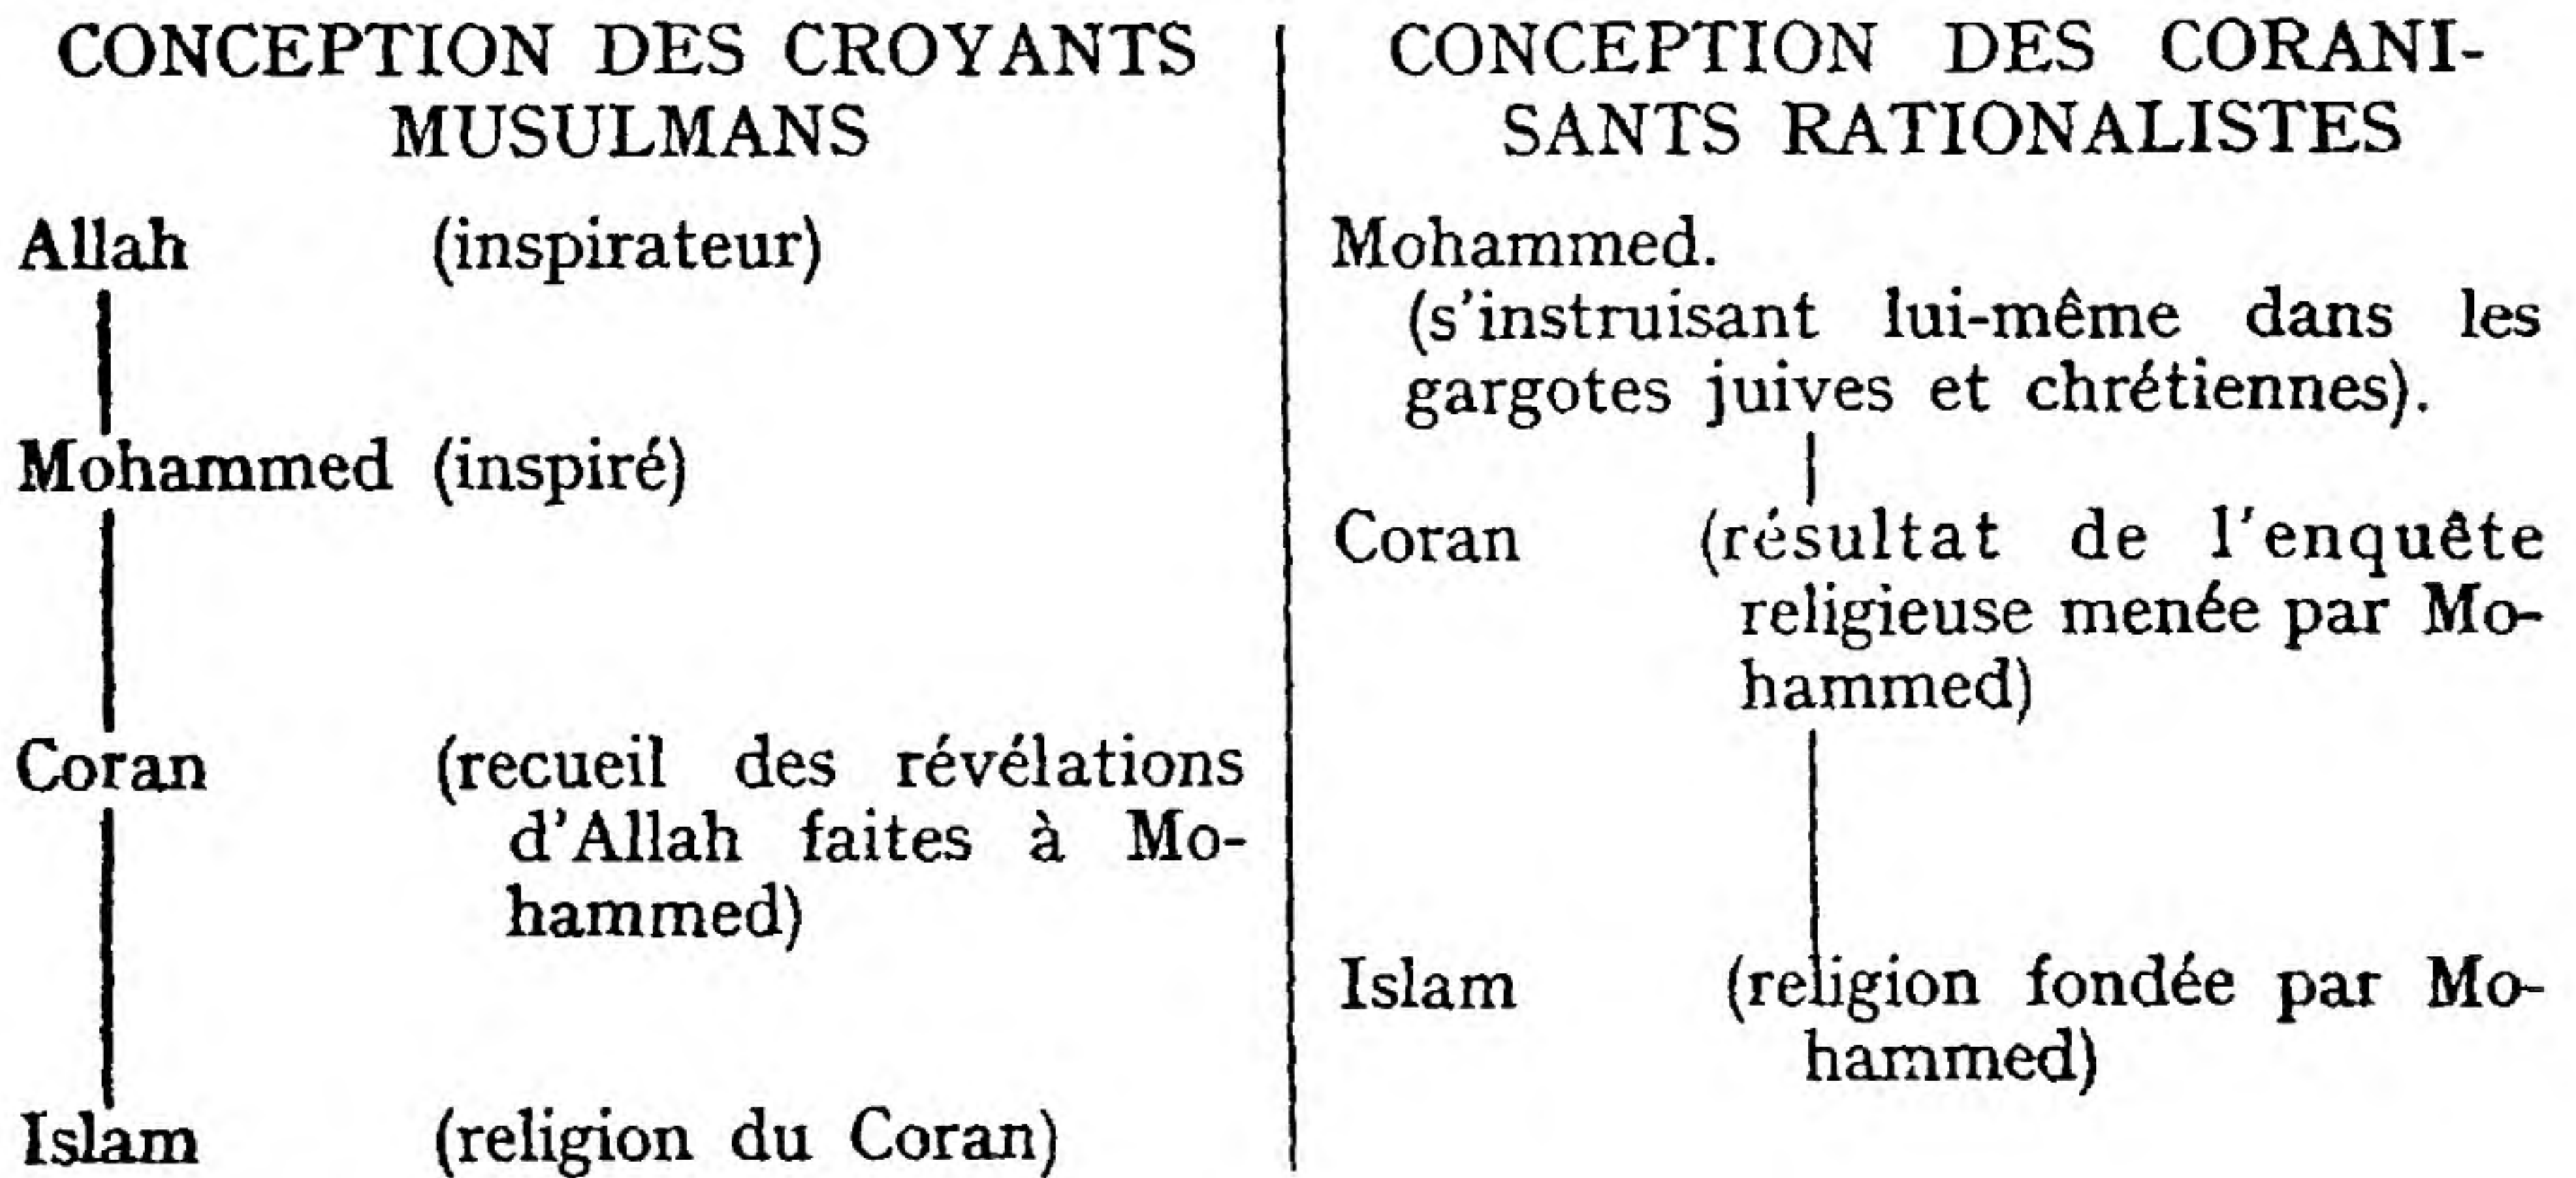 CONCEPTION DES CROYANTS
MUSULMANS
Allah (inspirateur)
Mohammed (inspiré)
Coran (recueil des révélations
d'Allah faites à Mo-
hammed)
Islam (religion du Coran)
CONCEPTION DES CORANI-
SANTS RATIONALISTES
Mohammed.
(s'instruisant lui-même dans les
gargotes juives et chrétiennes).
Coran (résultat de l'enquête
religieuse menée par Mo-
hammed)
Islam (religion fondée par Mo-
hammed)